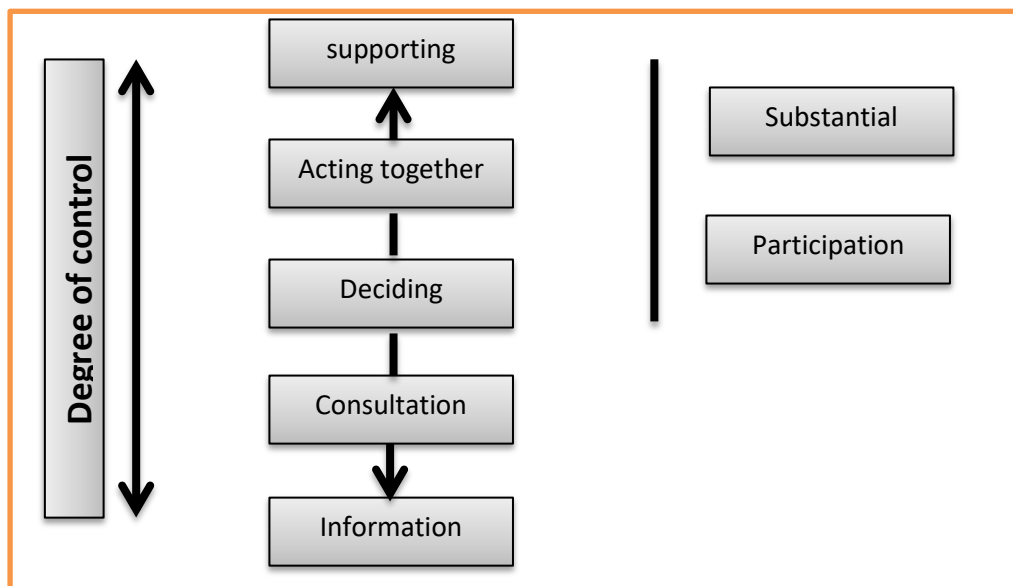 Degree of control
supporting
Acting together
Deciding
Consultation
Information
Substantial
Participation